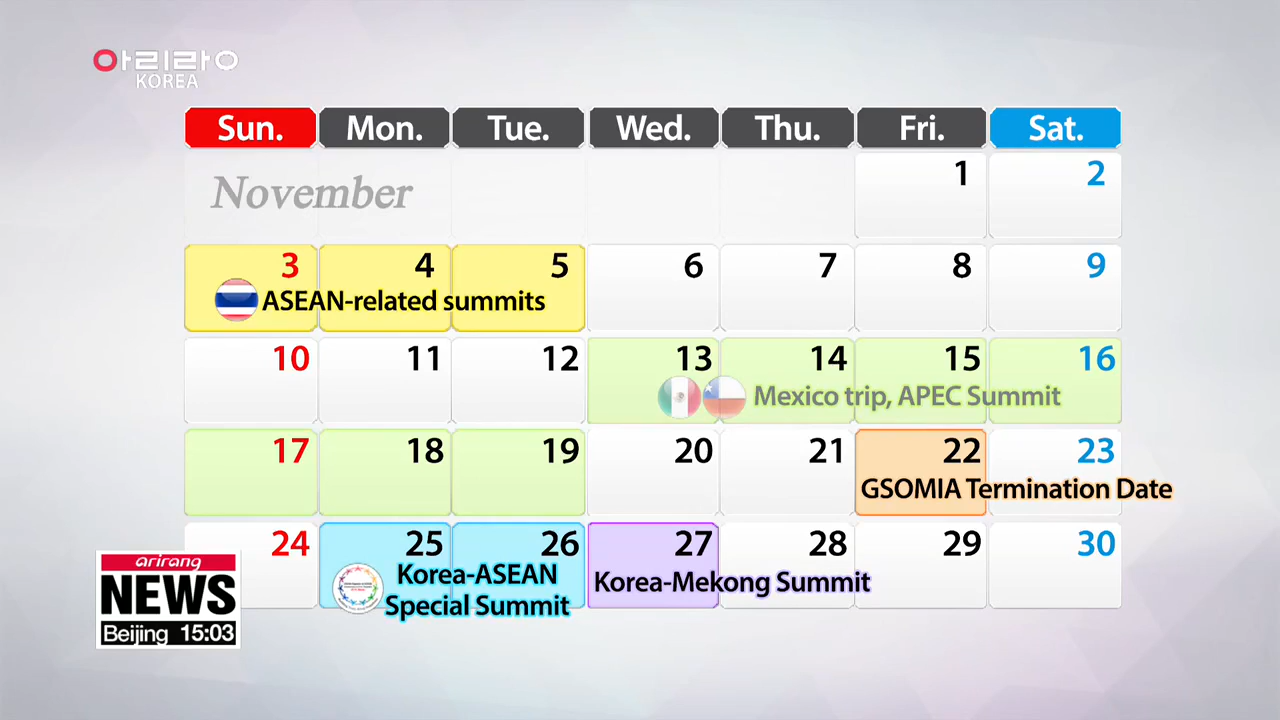 아리랑
KOREA
Sun. Mon. Tue. Wed. Thu. Fri. Sat.
November 1 2
3 4 5 6 7 8 9
ASEAN-related summits
10 11 12 13 14 15 16
Mexico trip, APEC Summit
17 18 19 20 21 22 23
GSOMIA Termination Date
24 25 26 27 28 29 30
Korea-ASEAN
Special Summit
Korea-Mekong Summit
arirang
NEWS
Beijing 15:03